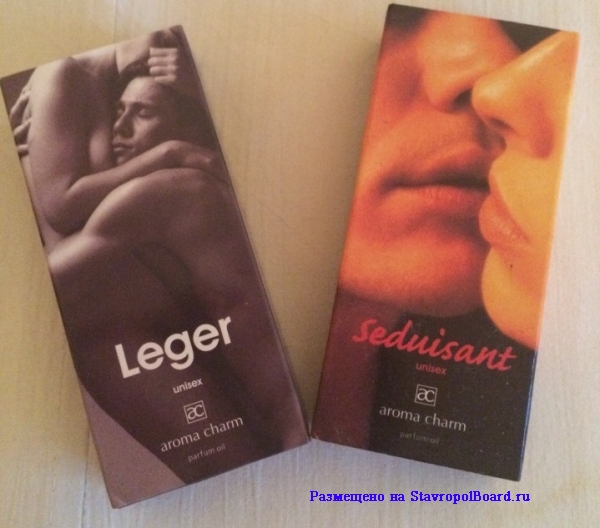 Leger
unisex
ac
aroma charm
parfum oil
Seduisant
unisex
ac
aroma charm
parfum oil
Размещено на StavropolBoard.ru